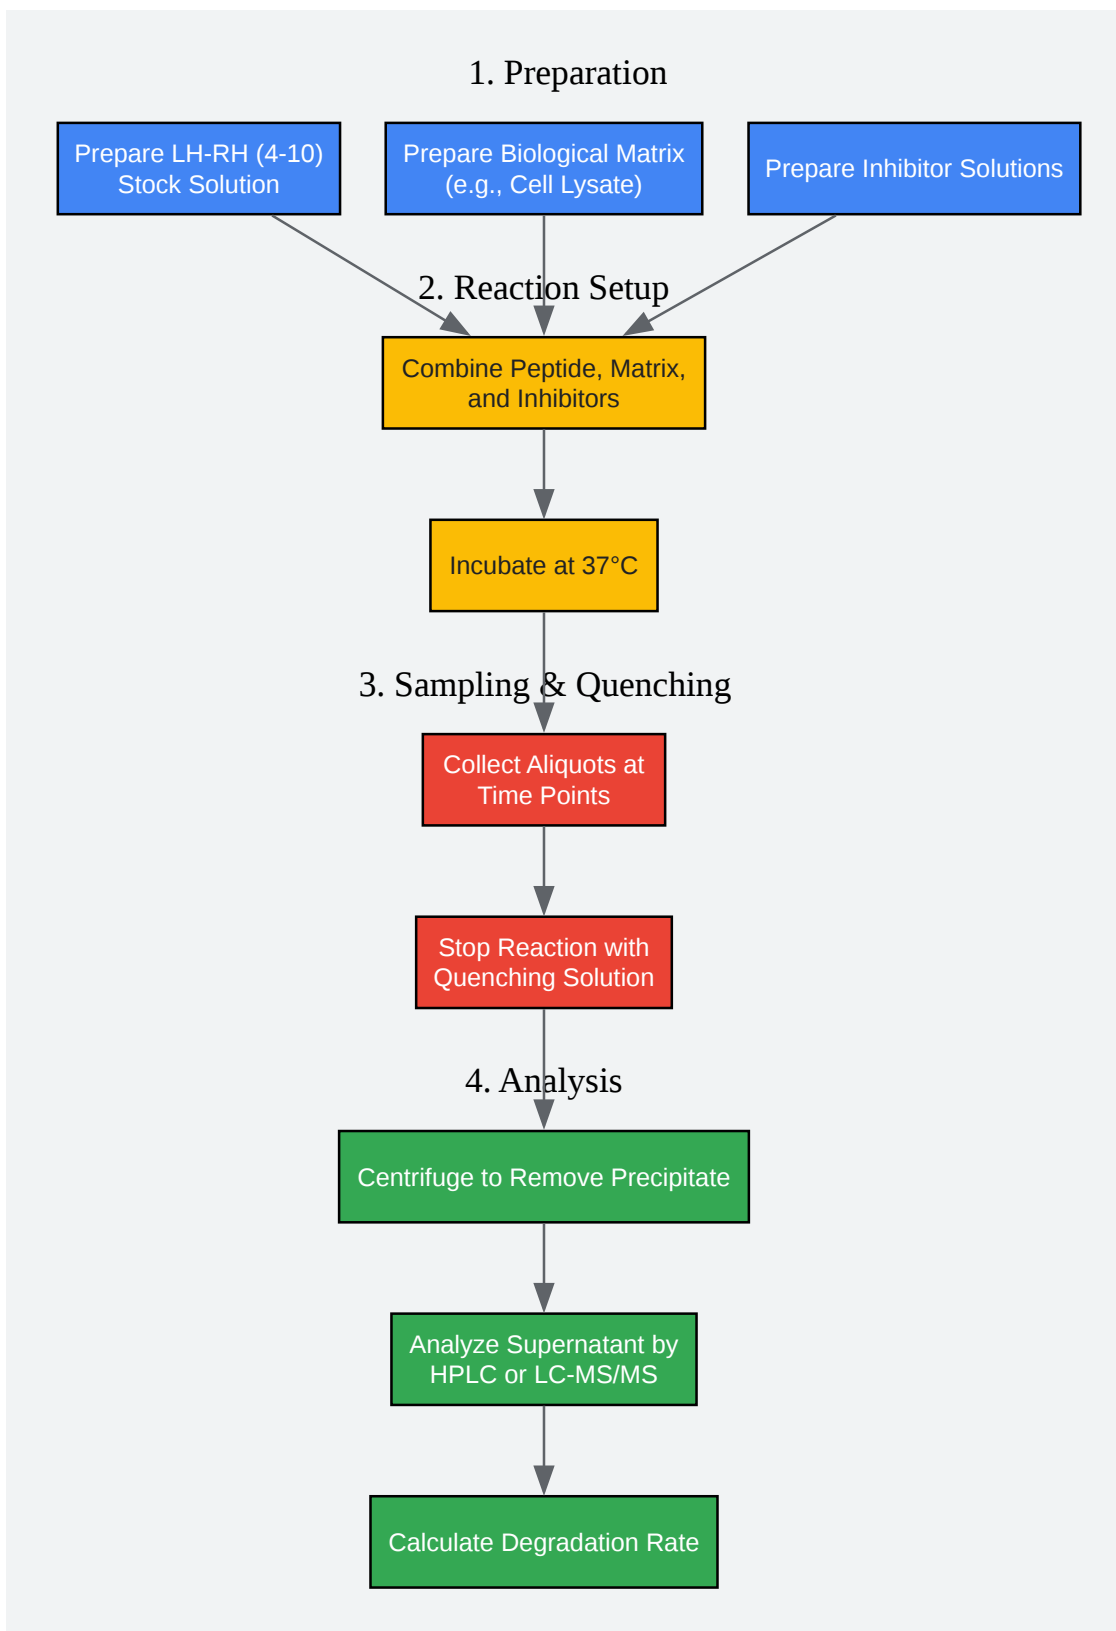 1. Preparation
Prepare LH-RH (4-10)
Stock Solution
Prepare Biological Matrix
(e.g., Cell Lysate)
Prepare Inhibitor Solutions
2. Reaction Setup
Combine Peptide, Matrix,
and Inhibitors
Incubate at 37°C
3. Sampling & Quenching
Collect Aliquots at
Time Points
Stop Reaction with
Quenching Solution
4. Analysis
Centrifuge to Remove Precipitate
Analyze Supernatant by
HPLC or LC-MS/MS
Calculate Degradation Rate